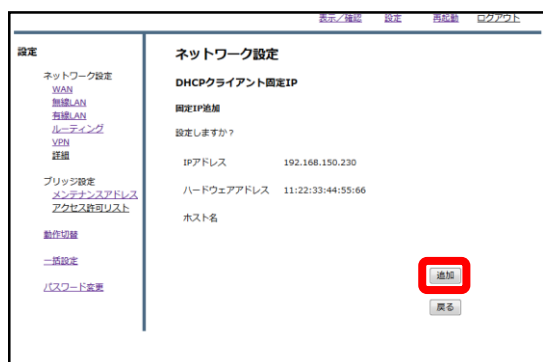 表示／確認 設定 再起動 ログアウト
設定
ネットワーク設定
WAN
無線LAN
有線LAN
ルーティング
VPN
詳細
ブリッジ設定
メンテナンスアドレス
アクセス許可リスト
動作切替
一括設定
パスワード変更
ネットワーク設定
DHCPクライアント固定IP
固定IP追加
設定しますか？
IPアドレス 192.168.150.230
ハードウェアアドレス 11:22:33:44:55:66
ホスト名
追加
戻る